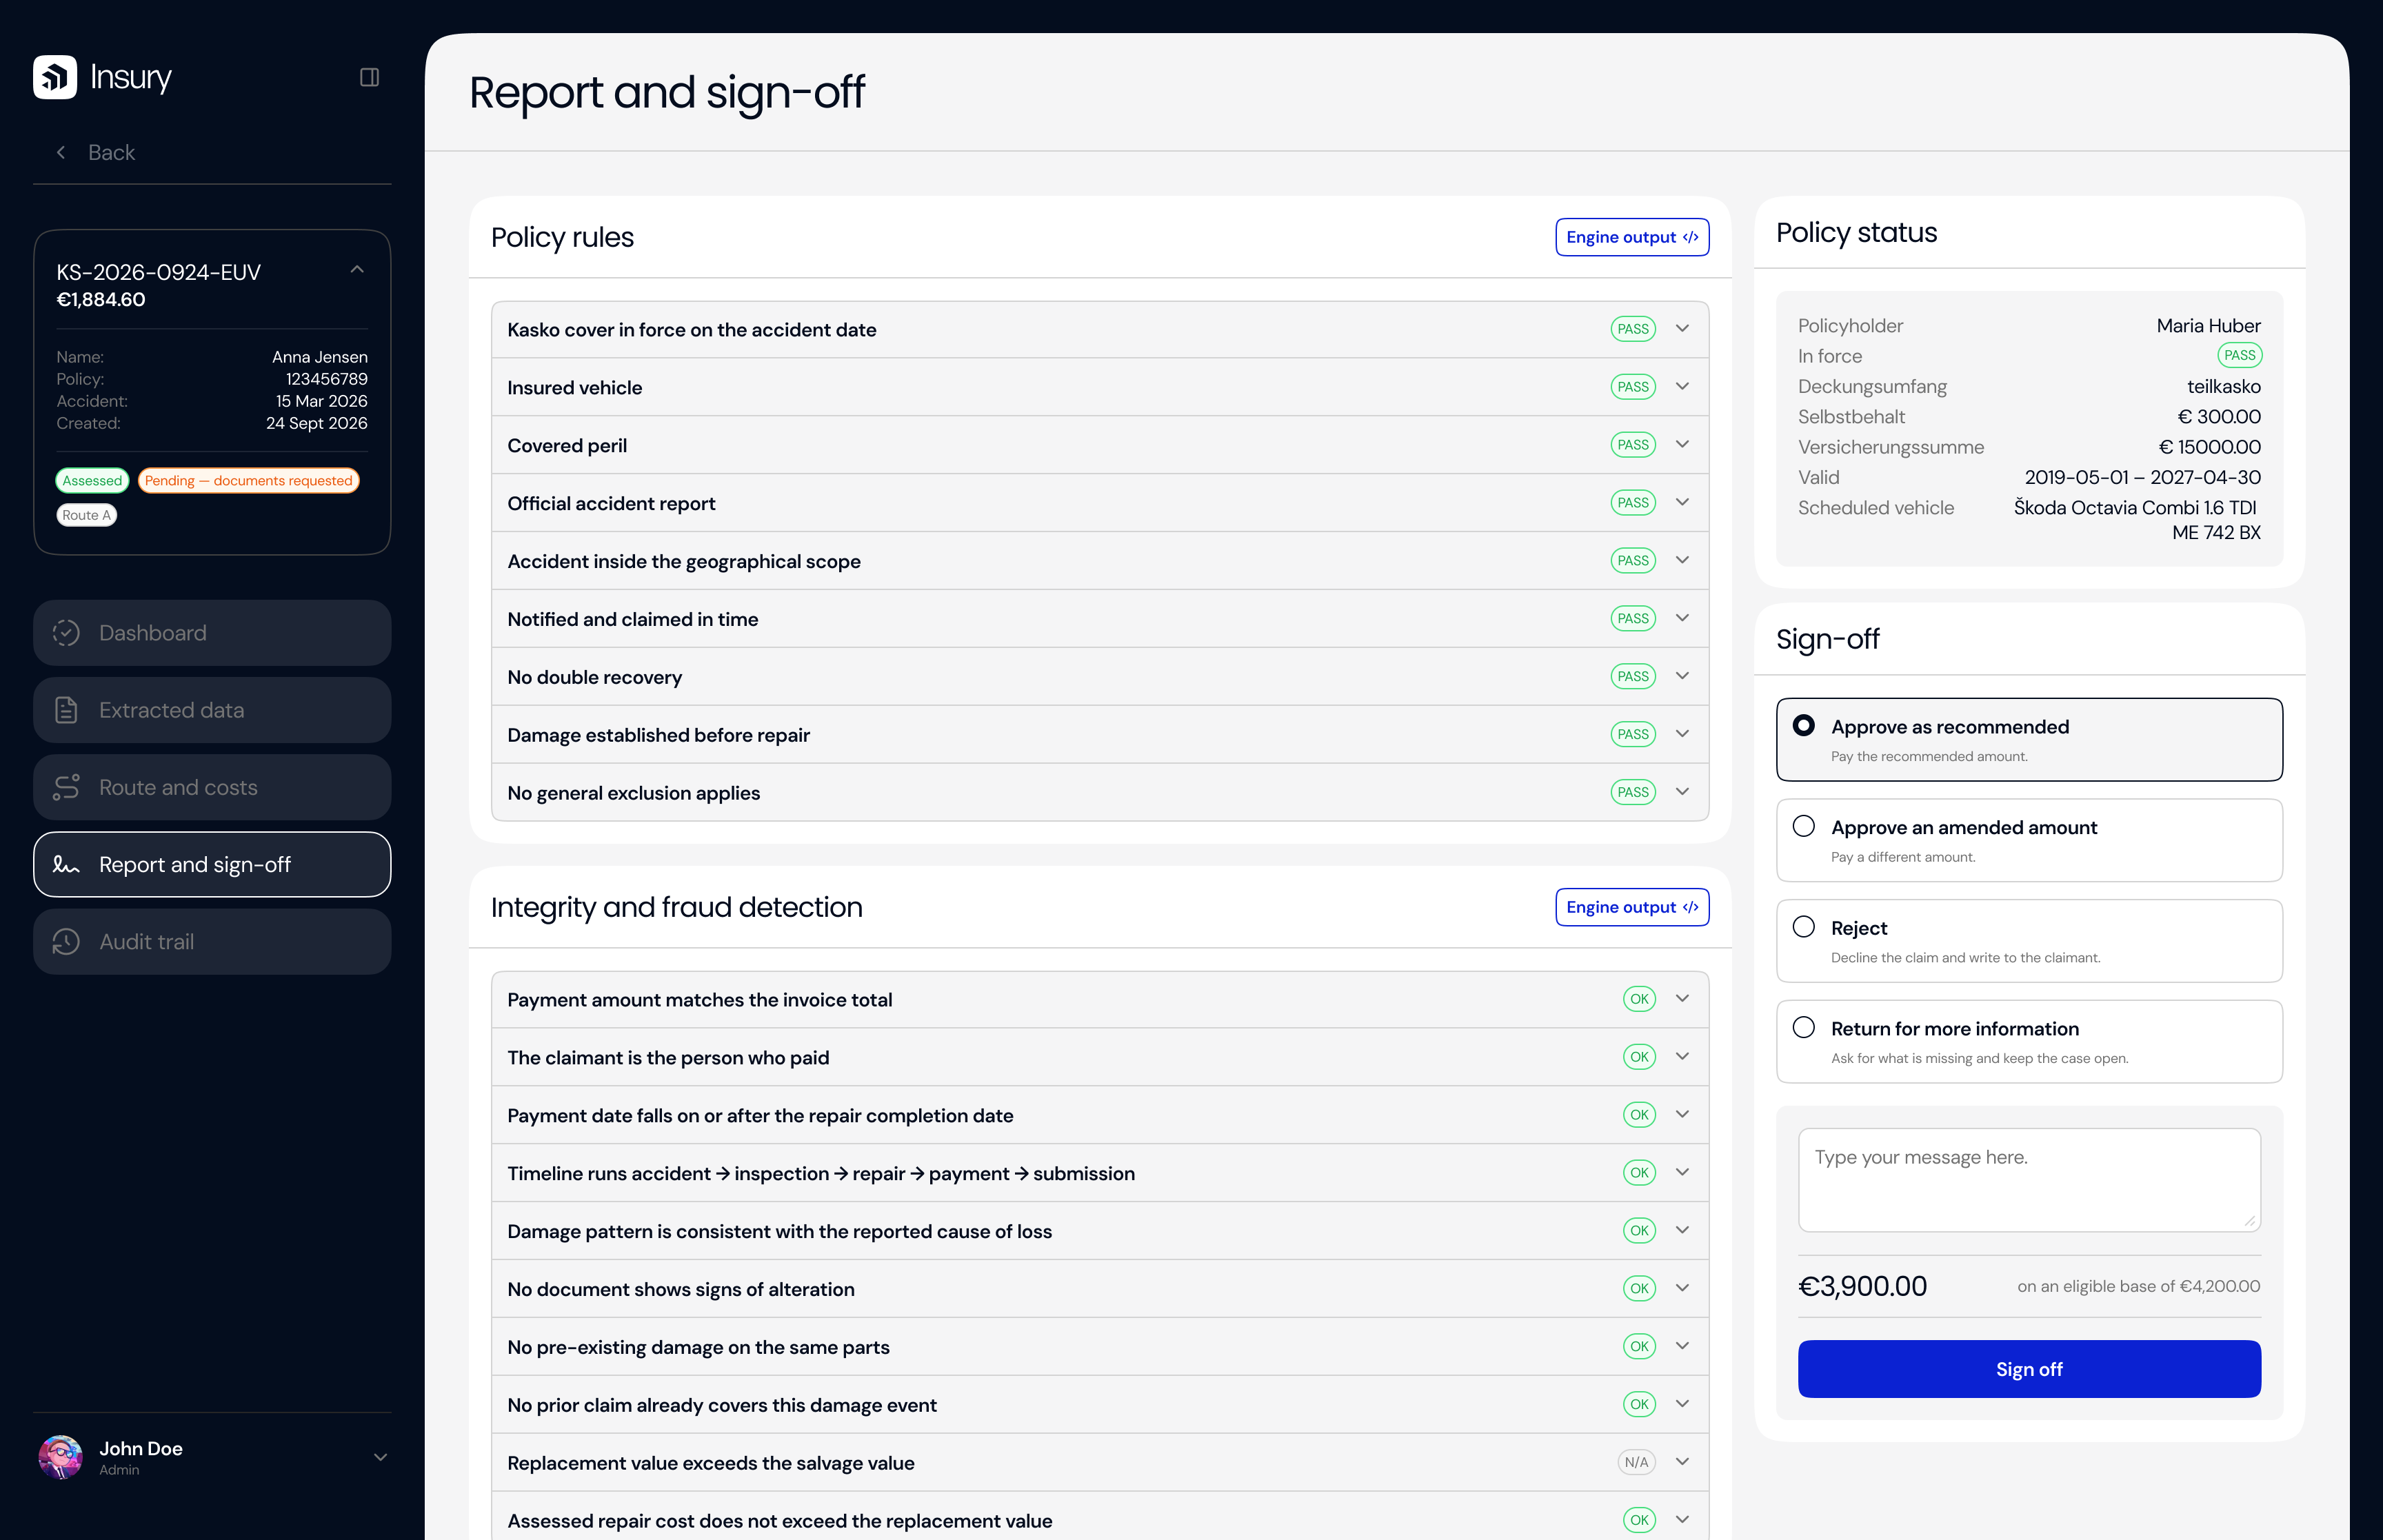 Insury
Back
KS-2026-0924-EUV
€1,884.60
Name: Anna Jensen
Policy: 123456789
Accident: 15 Mar 2026
Created: 24 Sept 2026
Assessed Pending — documents requested
Route A
Dashboard
Extracted data
Route and costs
Report and sign-off
Audit trail
John Doe
Admin
Report and sign-off
Policy rules Engine output </>
Kasko cover in force on the accident date PASS
Insured vehicle PASS
Covered peril PASS
Official accident report PASS
Accident inside the geographical scope PASS
Notified and claimed in time PASS
No double recovery PASS
Damage established before repair PASS
No general exclusion applies PASS
Integrity and fraud detection Engine output </>
Payment amount matches the invoice total OK
The claimant is the person who paid OK
Payment date falls on or after the repair completion date OK
Timeline runs accident → inspection → repair → payment → submission OK
Damage pattern is consistent with the reported cause of loss OK
No document shows signs of alteration OK
No pre-existing damage on the same parts OK
No prior claim already covers this damage event OK
Replacement value exceeds the salvage value N/A
Assessed repair cost does not exceed the replacement value OK
Policy status
Policyholder Maria Huber
In force PASS
Deckungsumfang teilkasko
Selbstbehalt € 300.00
Versicherungssumme € 15000.00
Valid 2019-05-01 – 2027-04-30
Scheduled vehicle Škoda Octavia Combi 1.6 TDI
ME 742 BX
Sign-off
Approve as recommended
Pay the recommended amount.
Approve an amended amount
Pay a different amount.
Reject
Decline the claim and write to the claimant.
Return for more information
Ask for what is missing and keep the case open.
Type your message here.
€3,900.00 on an eligible base of €4,200.00
Sign off